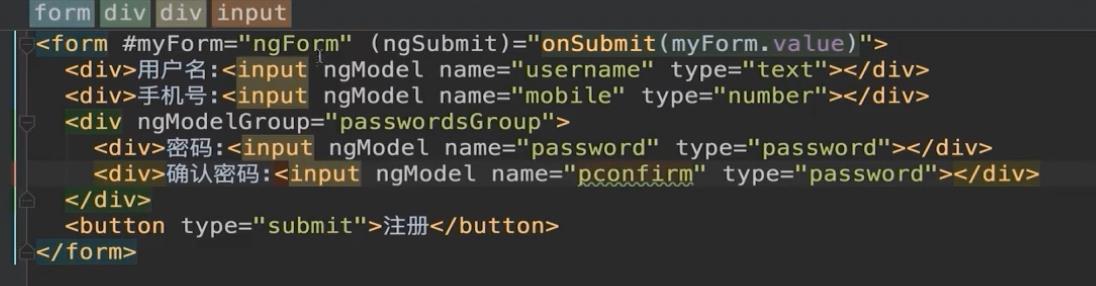 form div div input
<form #myForm="ngForm" (ngSubmit)="onSubmit(myForm.value)">
<div>用户名:<input ngModel name="username" type="text"></div>
<div>手机号:<input ngModel name="mobile" type="number"></div>
<div ngModelGroup="passwordsGroup">
<div>密码:<input ngModel name="password" type="password"></div>
<div>确认密码:<input ngModel name="pconfirm" type="password"></div>
</div>
<button type="submit">注册</button>
</form>